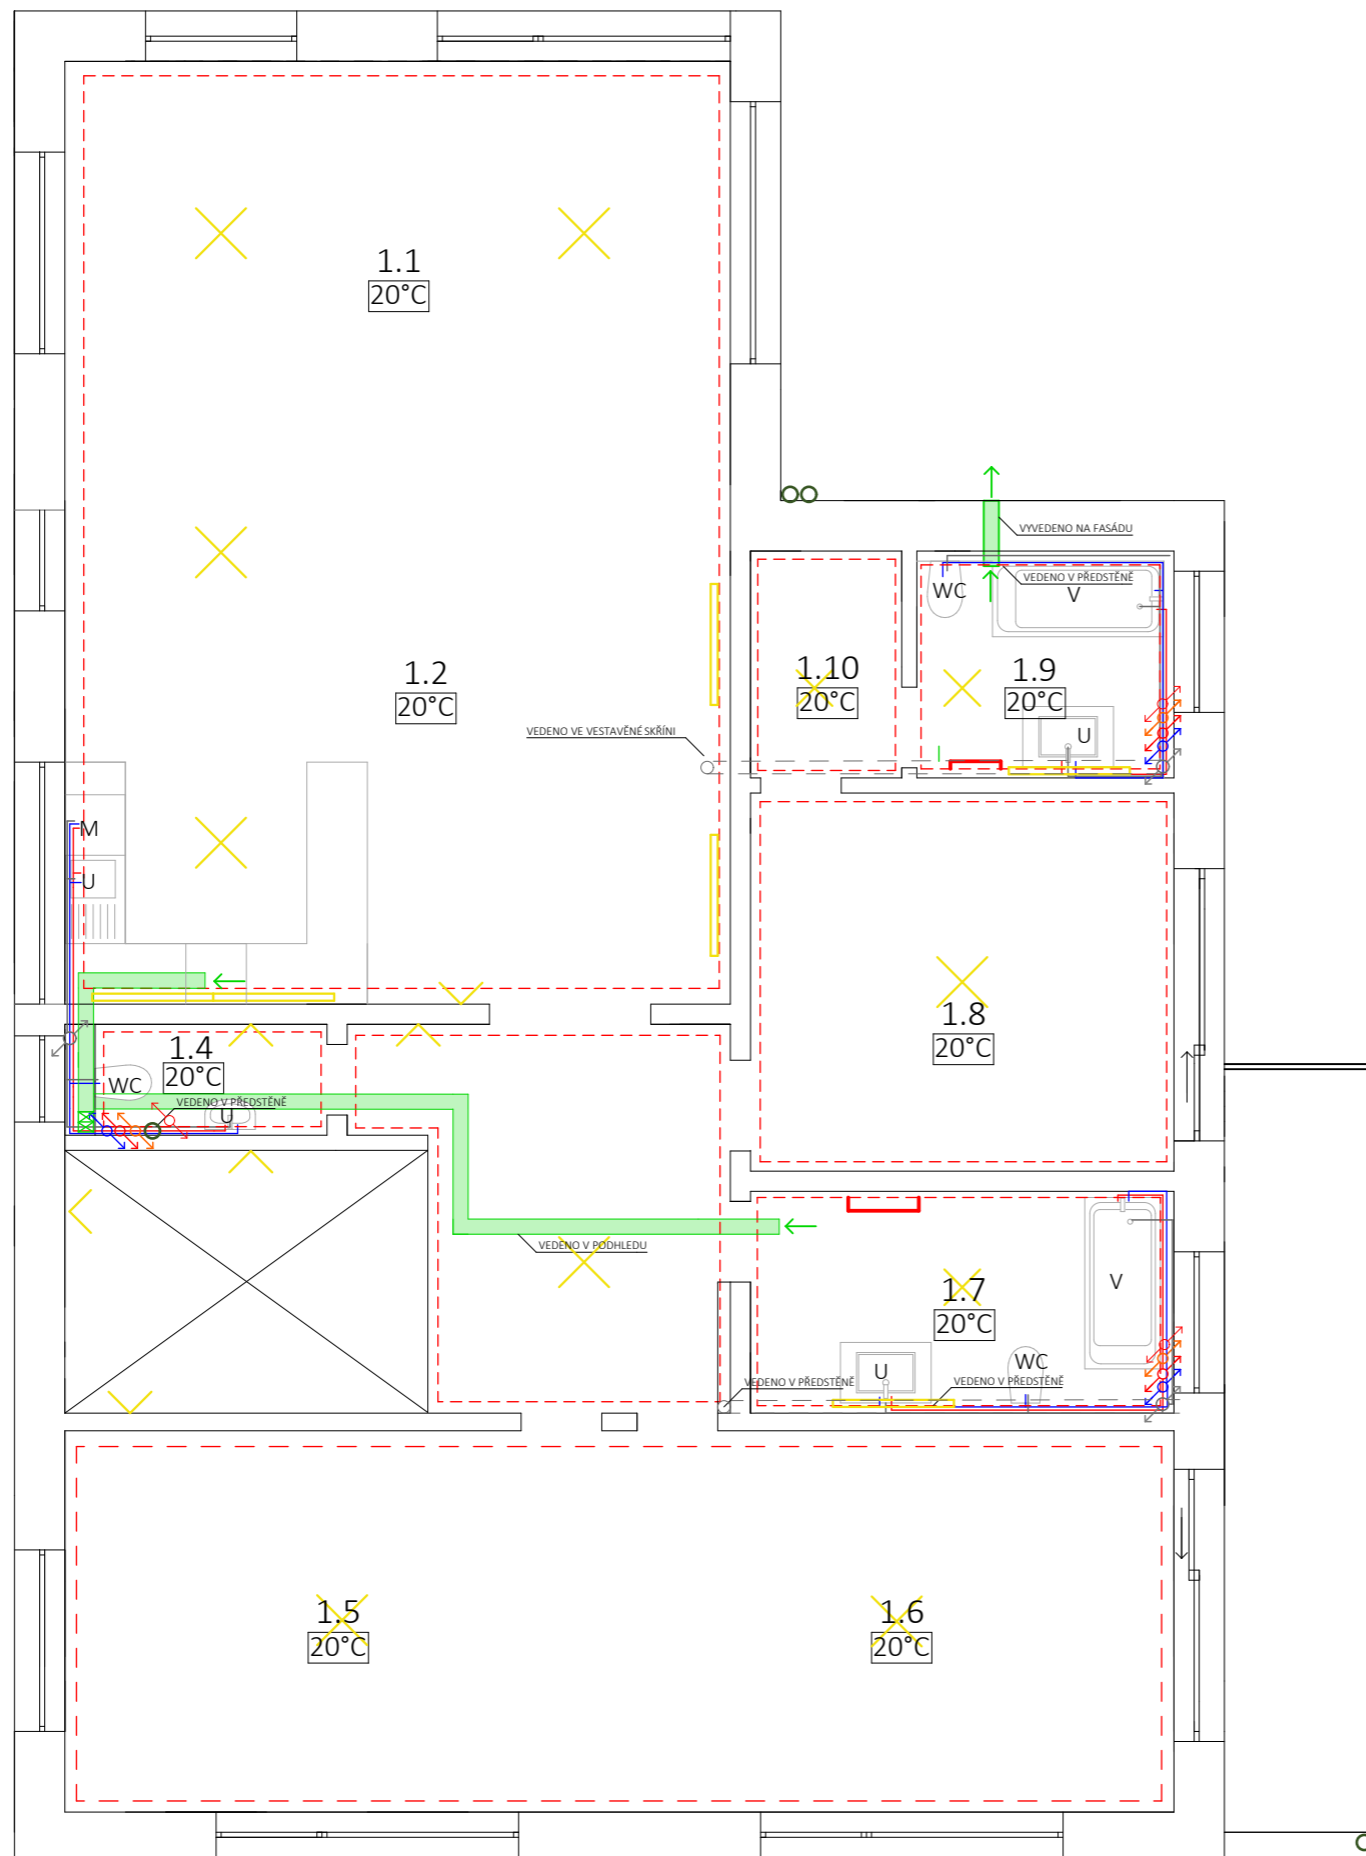 1.1
20°C
VYVEDENO NA FASÁDU
VEDENO V PŘEDSTĚNĚ
WC
V
1.2
20°C
1.10
20°C
1.9
20°C
VEDENO VE VESTAVĚNÉ SKŘÍNI
U
M
U
1.8
20°C
1.4
20°C
WC
VEDENO V PŘEDSTĚNĚ
U
VEDENO V PODHLEDU
1.7
20°C
V
U
WC
VEDENO V PŘEDSTĚNĚ
VEDENO V PŘEDSTĚNĚ
1.5
20°C
1.6
20°C